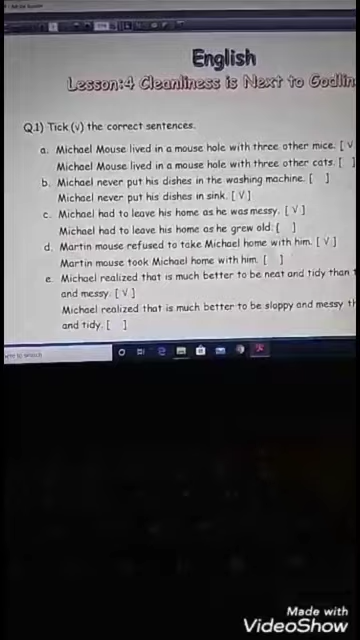 English
Lesson:4 Cleanliness is Next to Godlin
Q.1) Tick (v) the correct sentences.
a. Michael Mouse lived in a mouse hole with three other mice. [ V
Michael Mouse lived in a mouse hole with three other cats. [ ]
b. Michael never put his dishes in the washing machine. [ ]
Michael never put his dishes in sink. [ V ]
c. Michael had to leave his home as he was messy. [ V ]
Michael had to leave his home as he grew old. [ ]
d. Martin mouse refused to take Michael home with him. [ V ]
Martin mouse took Michael home with him. [ ]
e. Michael realized that is much better to be neat and tidy than
and messy. [ V ]
Michael realized that is much better to be sloppy and messy th
and tidy. [ ]
to search
Made with
VideoShow